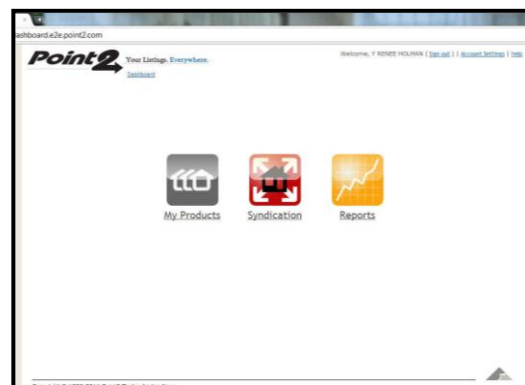 ashboard.e2e.point2.com
Point2 Your Listings. Everywhere.
Welcome, Y RENEE HOLMAN ( Sign out ) | Account Settings | Help
Dashboard
My Products Syndication Reports